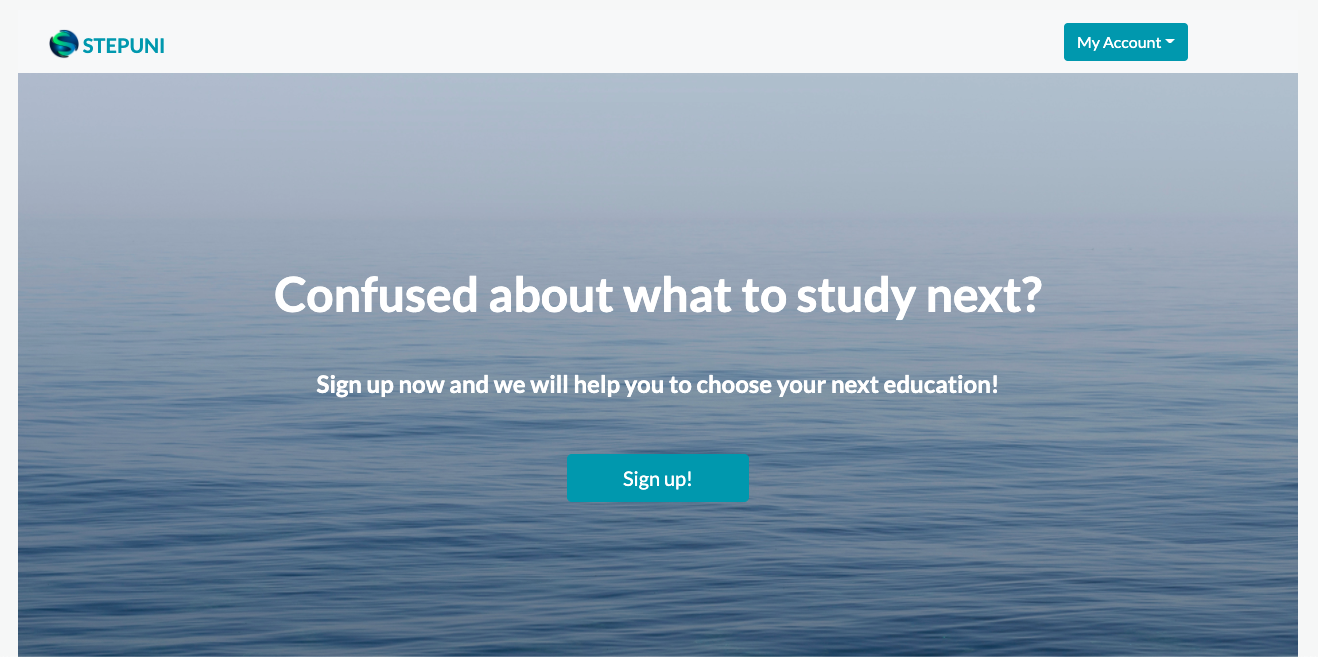 STEPUNI
My Account
Confused about what to study next?
Sign up now and we will help you to choose your next education!
Sign up!